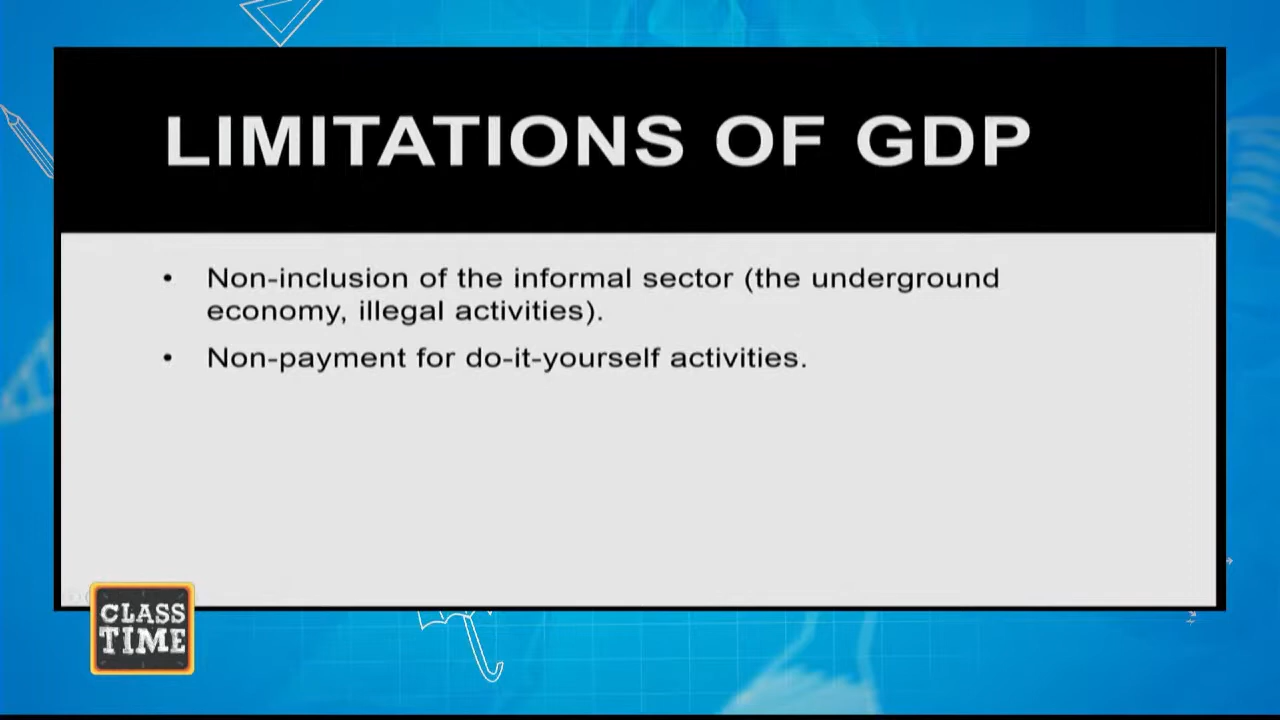 LIMITATIONS OF GDP
• Non-inclusion of the informal sector (the underground
economy, illegal activities).
• Non-payment for do-it-yourself activities.
CLASS
TIME